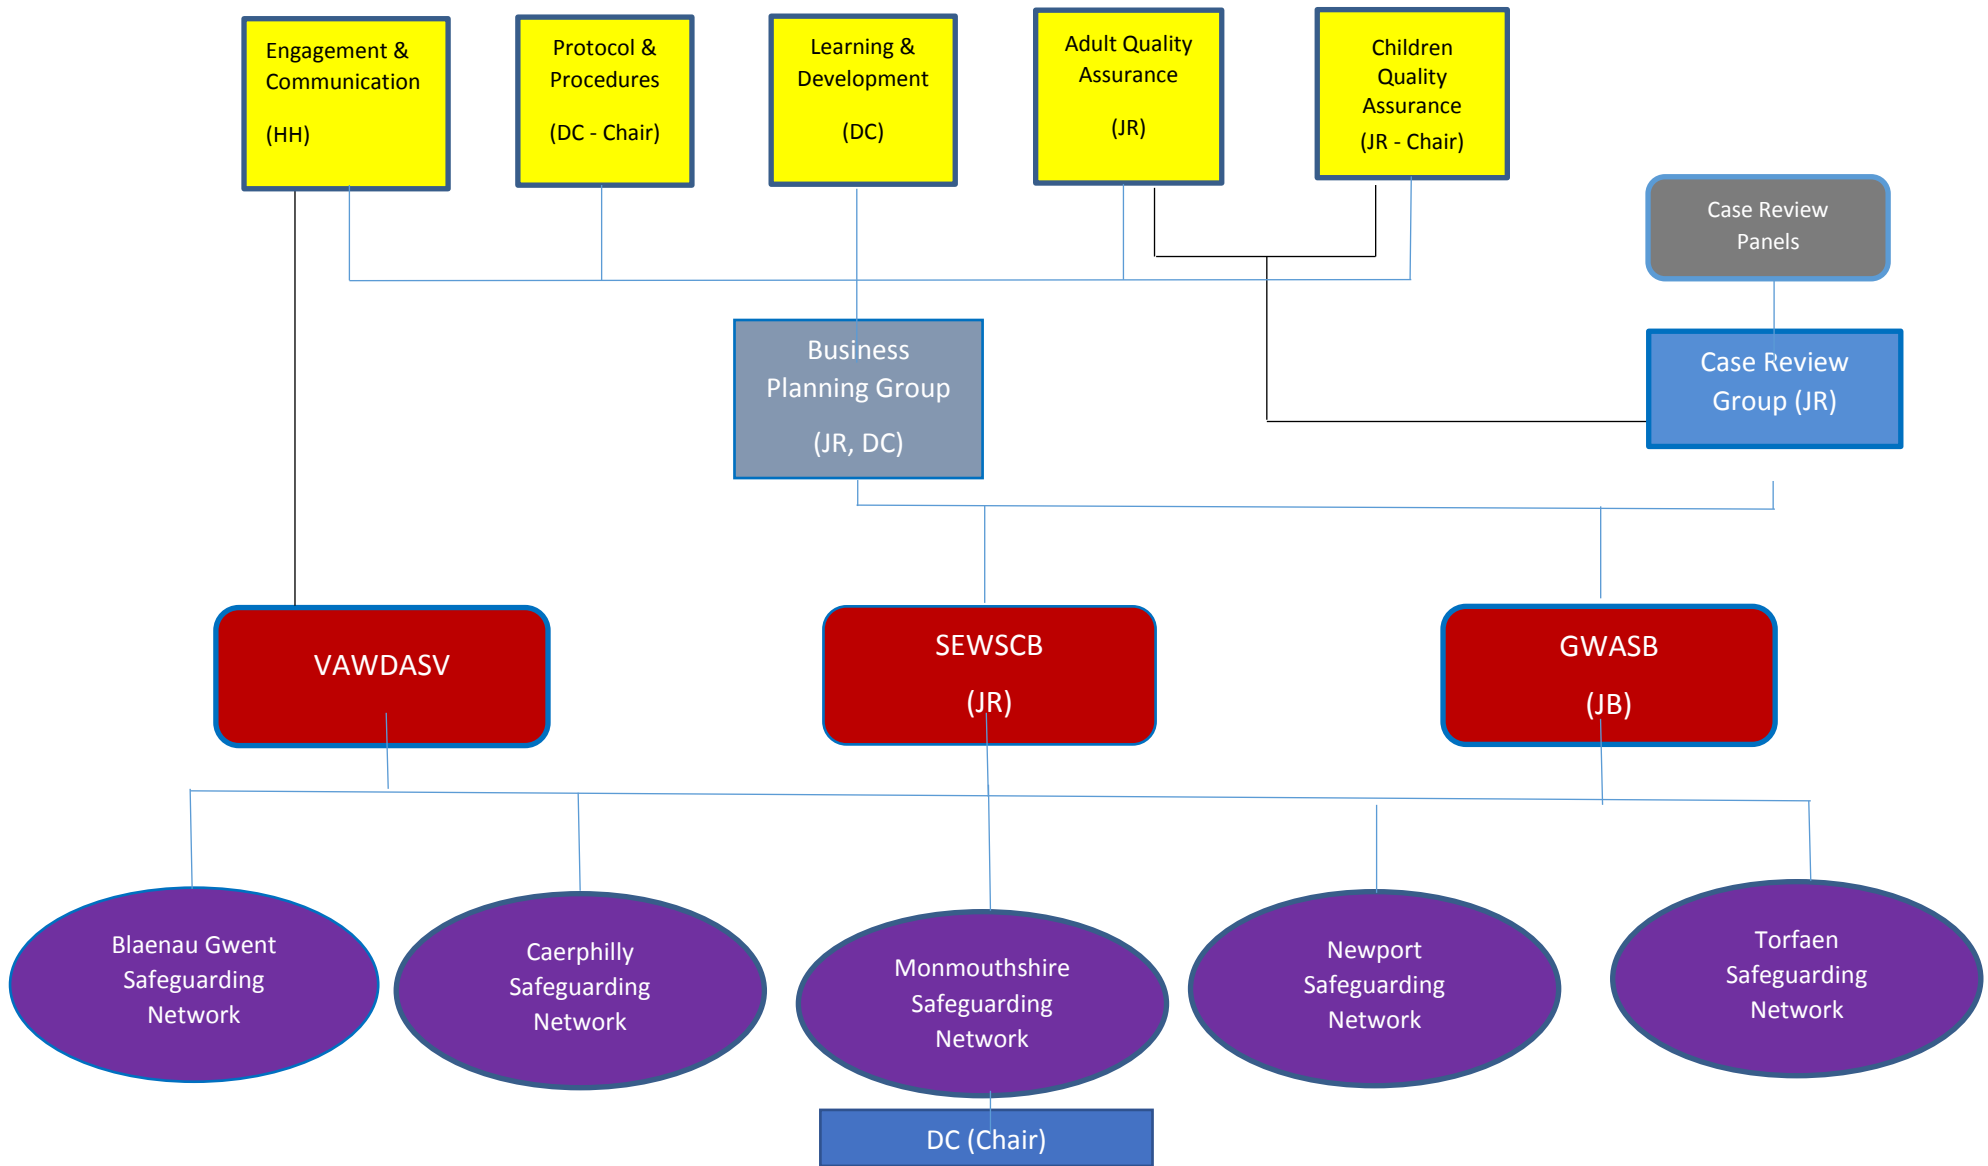 Engagement &
Communication
(HH)
Protocol &
Procedures
(DC - Chair)
Learning &
Development
(DC)
Adult Quality
Assurance
(JR)
Children
Quality
Assurance
(JR - Chair)
Case Review
Panels
Business
Planning Group
(JR, DC)
Case Review
Group (JR)
VAWDASV
SEWSCB
(JR)
GWASB
(JB)
Blaenau Gwent
Safeguarding
Network
Caerphilly
Safeguarding
Network
Monmouthshire
Safeguarding
Network
Newport
Safeguarding
Network
Torfaen
Safeguarding
Network
DC (Chair)